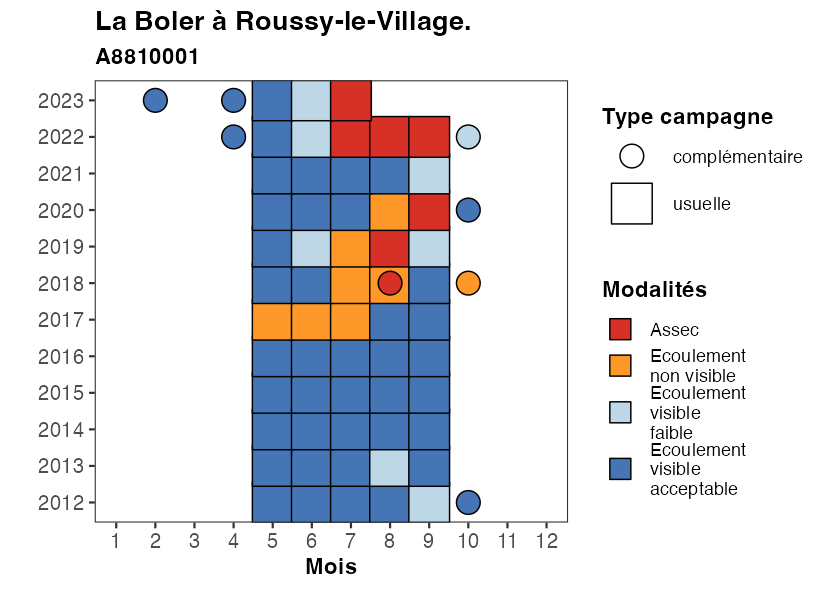 La Boler à Roussy-le-Village.
A8810001
2023
2022
2021
2020
2019
2018
2017
2016
2015
2014
2013
2012
1 2 3 4 5 6 7 8 9 10 11 12
Mois
Type campagne
complémentaire
usuelle
Modalités
Assec
Ecoulement
non visible
Ecoulement
visible
faible
Ecoulement
visible
acceptable